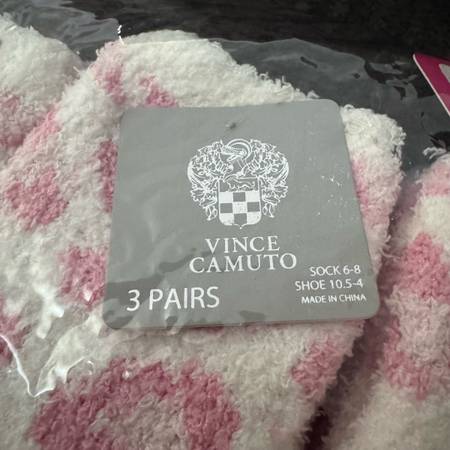 VINCE
CAMUTO
3 PAIRS
SOCK 6-8
SHOE 10.5-4
MADE IN CHINA